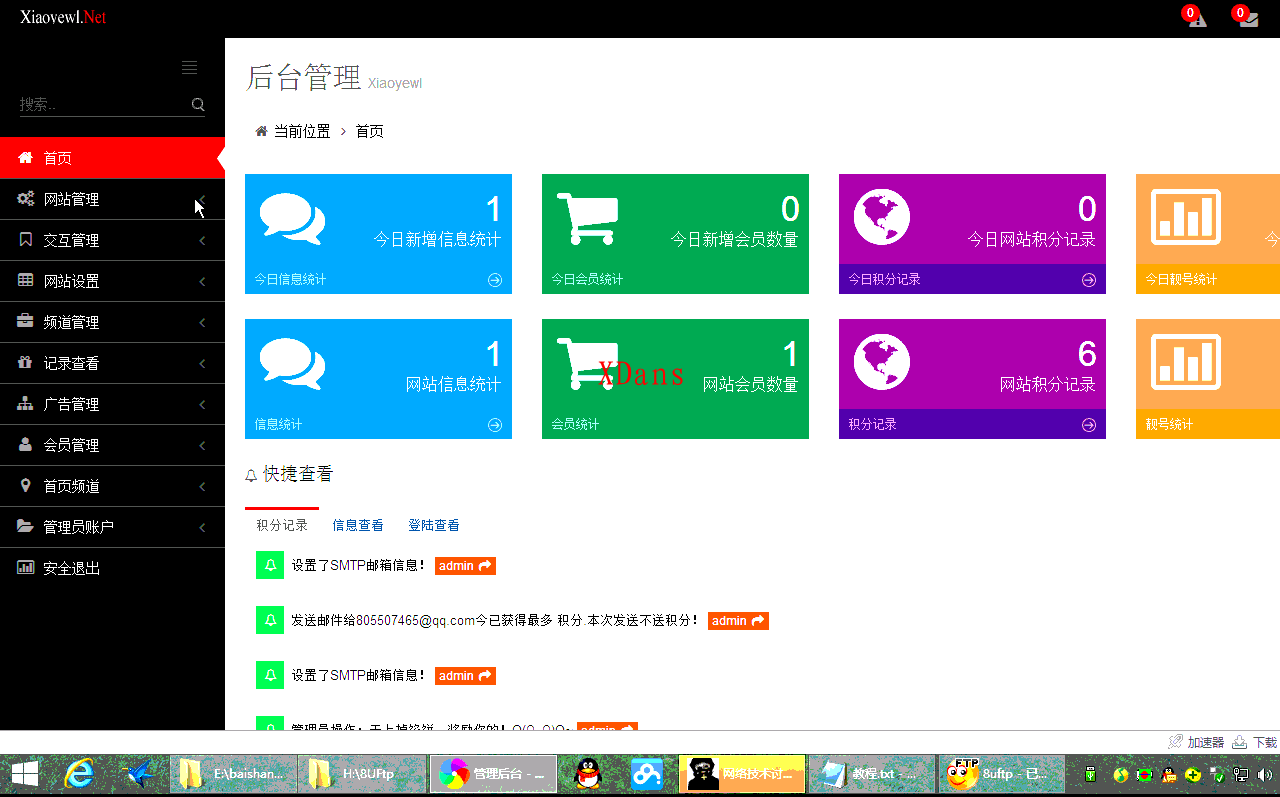 Xiaoyewl.Net
0
0
搜索..
首页
网站管理
交互管理
网站设置
频道管理
记录查看
广告管理
会员管理
首页频道
管理员账户
安全退出
后台管理 Xiaoyewl
当前位置 > 首页
1
今日新增信息统计
今日信息统计
0
今日新增会员数量
今日会员统计
0
今日网站积分记录
今日积分记录
今日靓号统计
1
网站信息统计
信息统计
1
网站会员数量
会员统计
XDans
6
网站积分记录
积分记录
靓号统计
快捷查看
积分记录 信息查看 登陆查看
设置了SMTP邮箱信息! admin
发送邮件给805507465@qq.com今已获得最多 积分.本次发送不送积分! admin
设置了SMTP邮箱信息! admin
加速器 下载
E:\baishan...
H:\8UFtp
管理后台 - ...
网络技术讨...
教程.txt - ...
FTP
8uftp - 已...